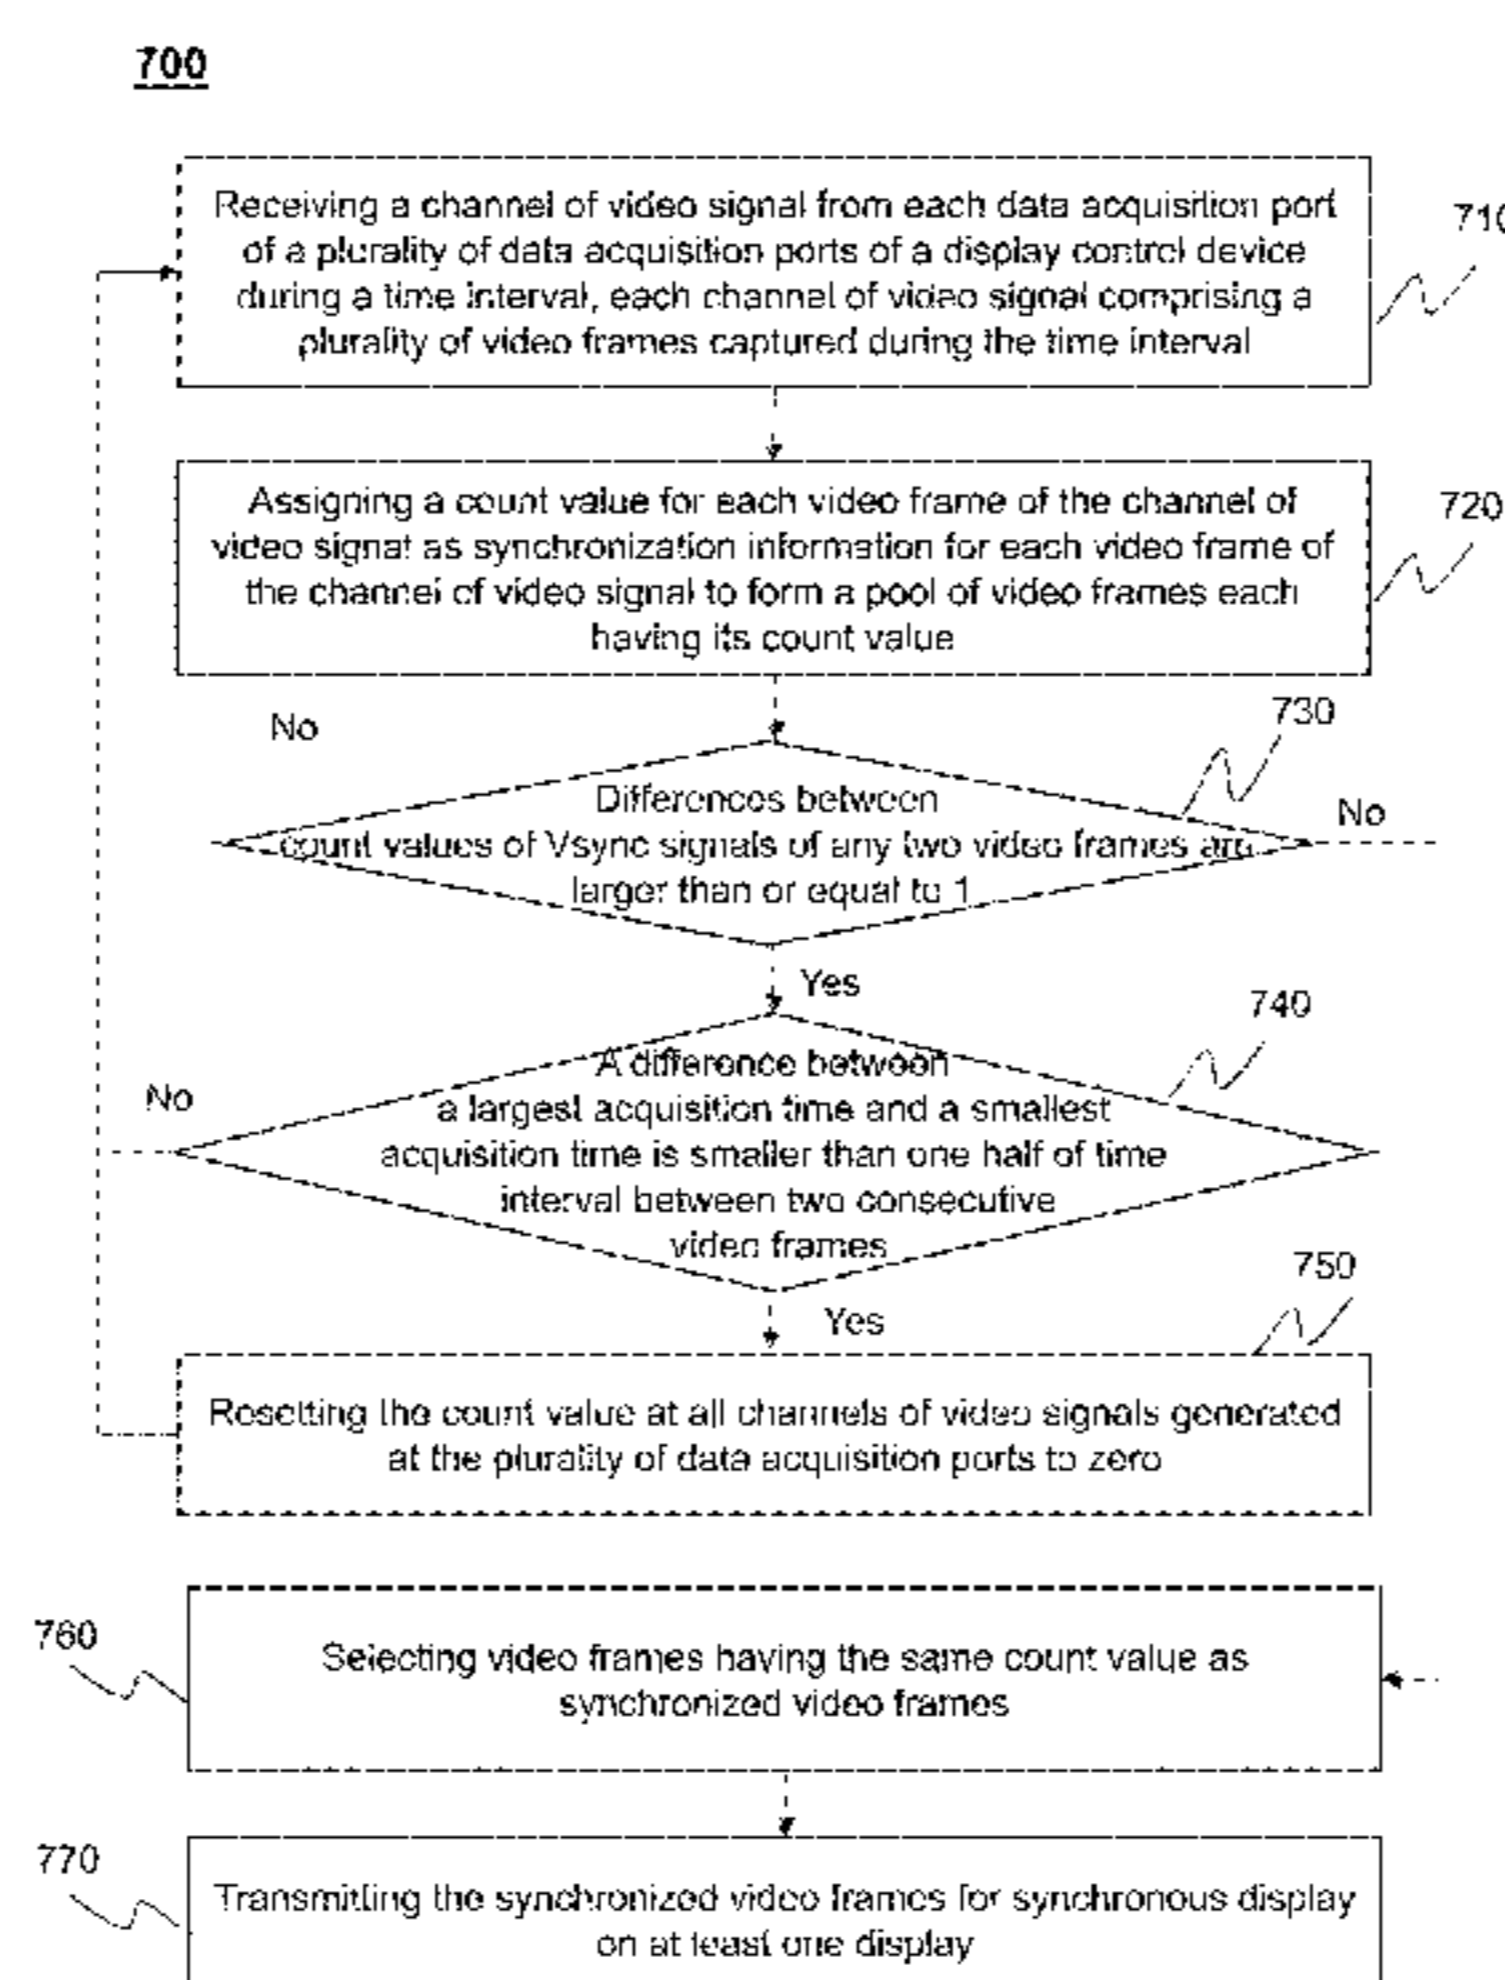 700
Receiving a channel of video signal from each data acquisition port
of a plurality of data acquisition ports of a display control device
during a time interval, each channel of video signal comprising a
plurality of video frames captured during the time interval
710
Assigning a count value for each video frame of the channel of
video signal as synchronization information for each video frame of
the channel of video signal to form a pool of video frames each
having its count value
720
No
730
Differences between
count values of Vsync signals of any two video frames are
larger than or equal to 1
No
Yes
740
A difference between
a largest acquisition time and a smallest
acquisition time is smaller than one half of time
interval between two consecutive
video frames
No
Yes
750
Resetting the count value at all channels of video signals generated
at the plurality of data acquisition ports to zero
760
Selecting video frames having the same count value as
synchronized video frames
770
Transmitting the synchronized video frames for synchronous display
on at least one display